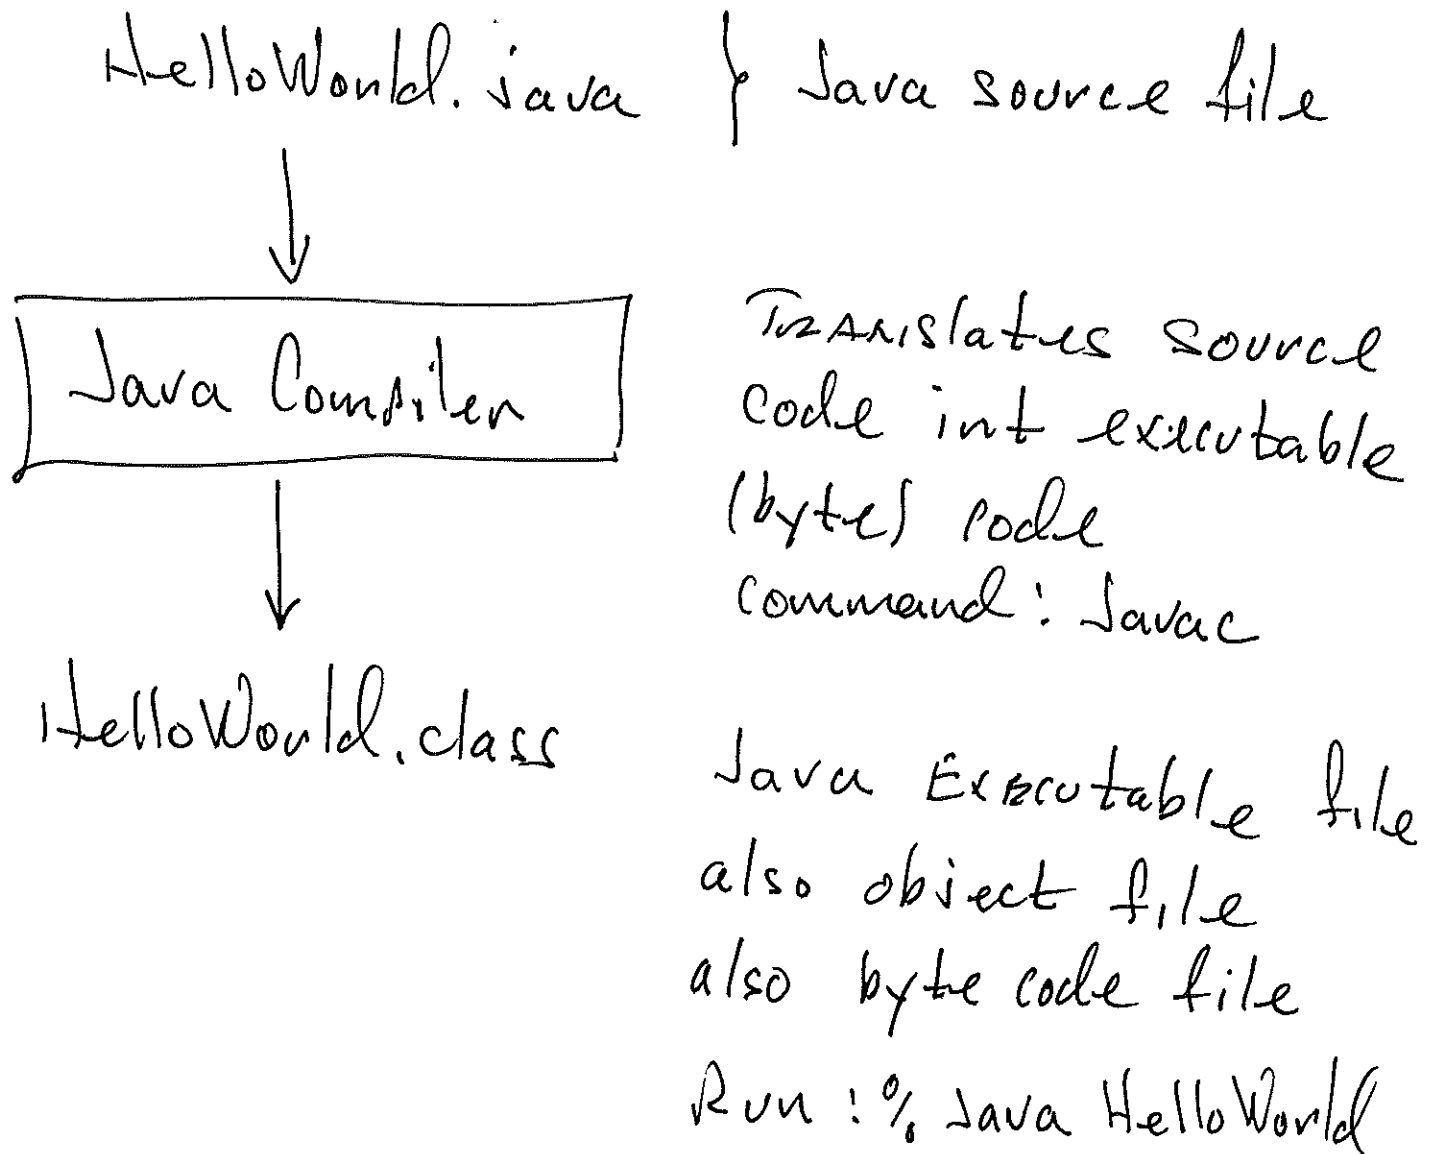 HelloWorld.java } Java source file
Java Compiler
Translates source
code int executable
(byte) code
command: Javac
HelloWorld.class
Java Executable file
also object file
also byte code file
Run : % Java HelloWorld